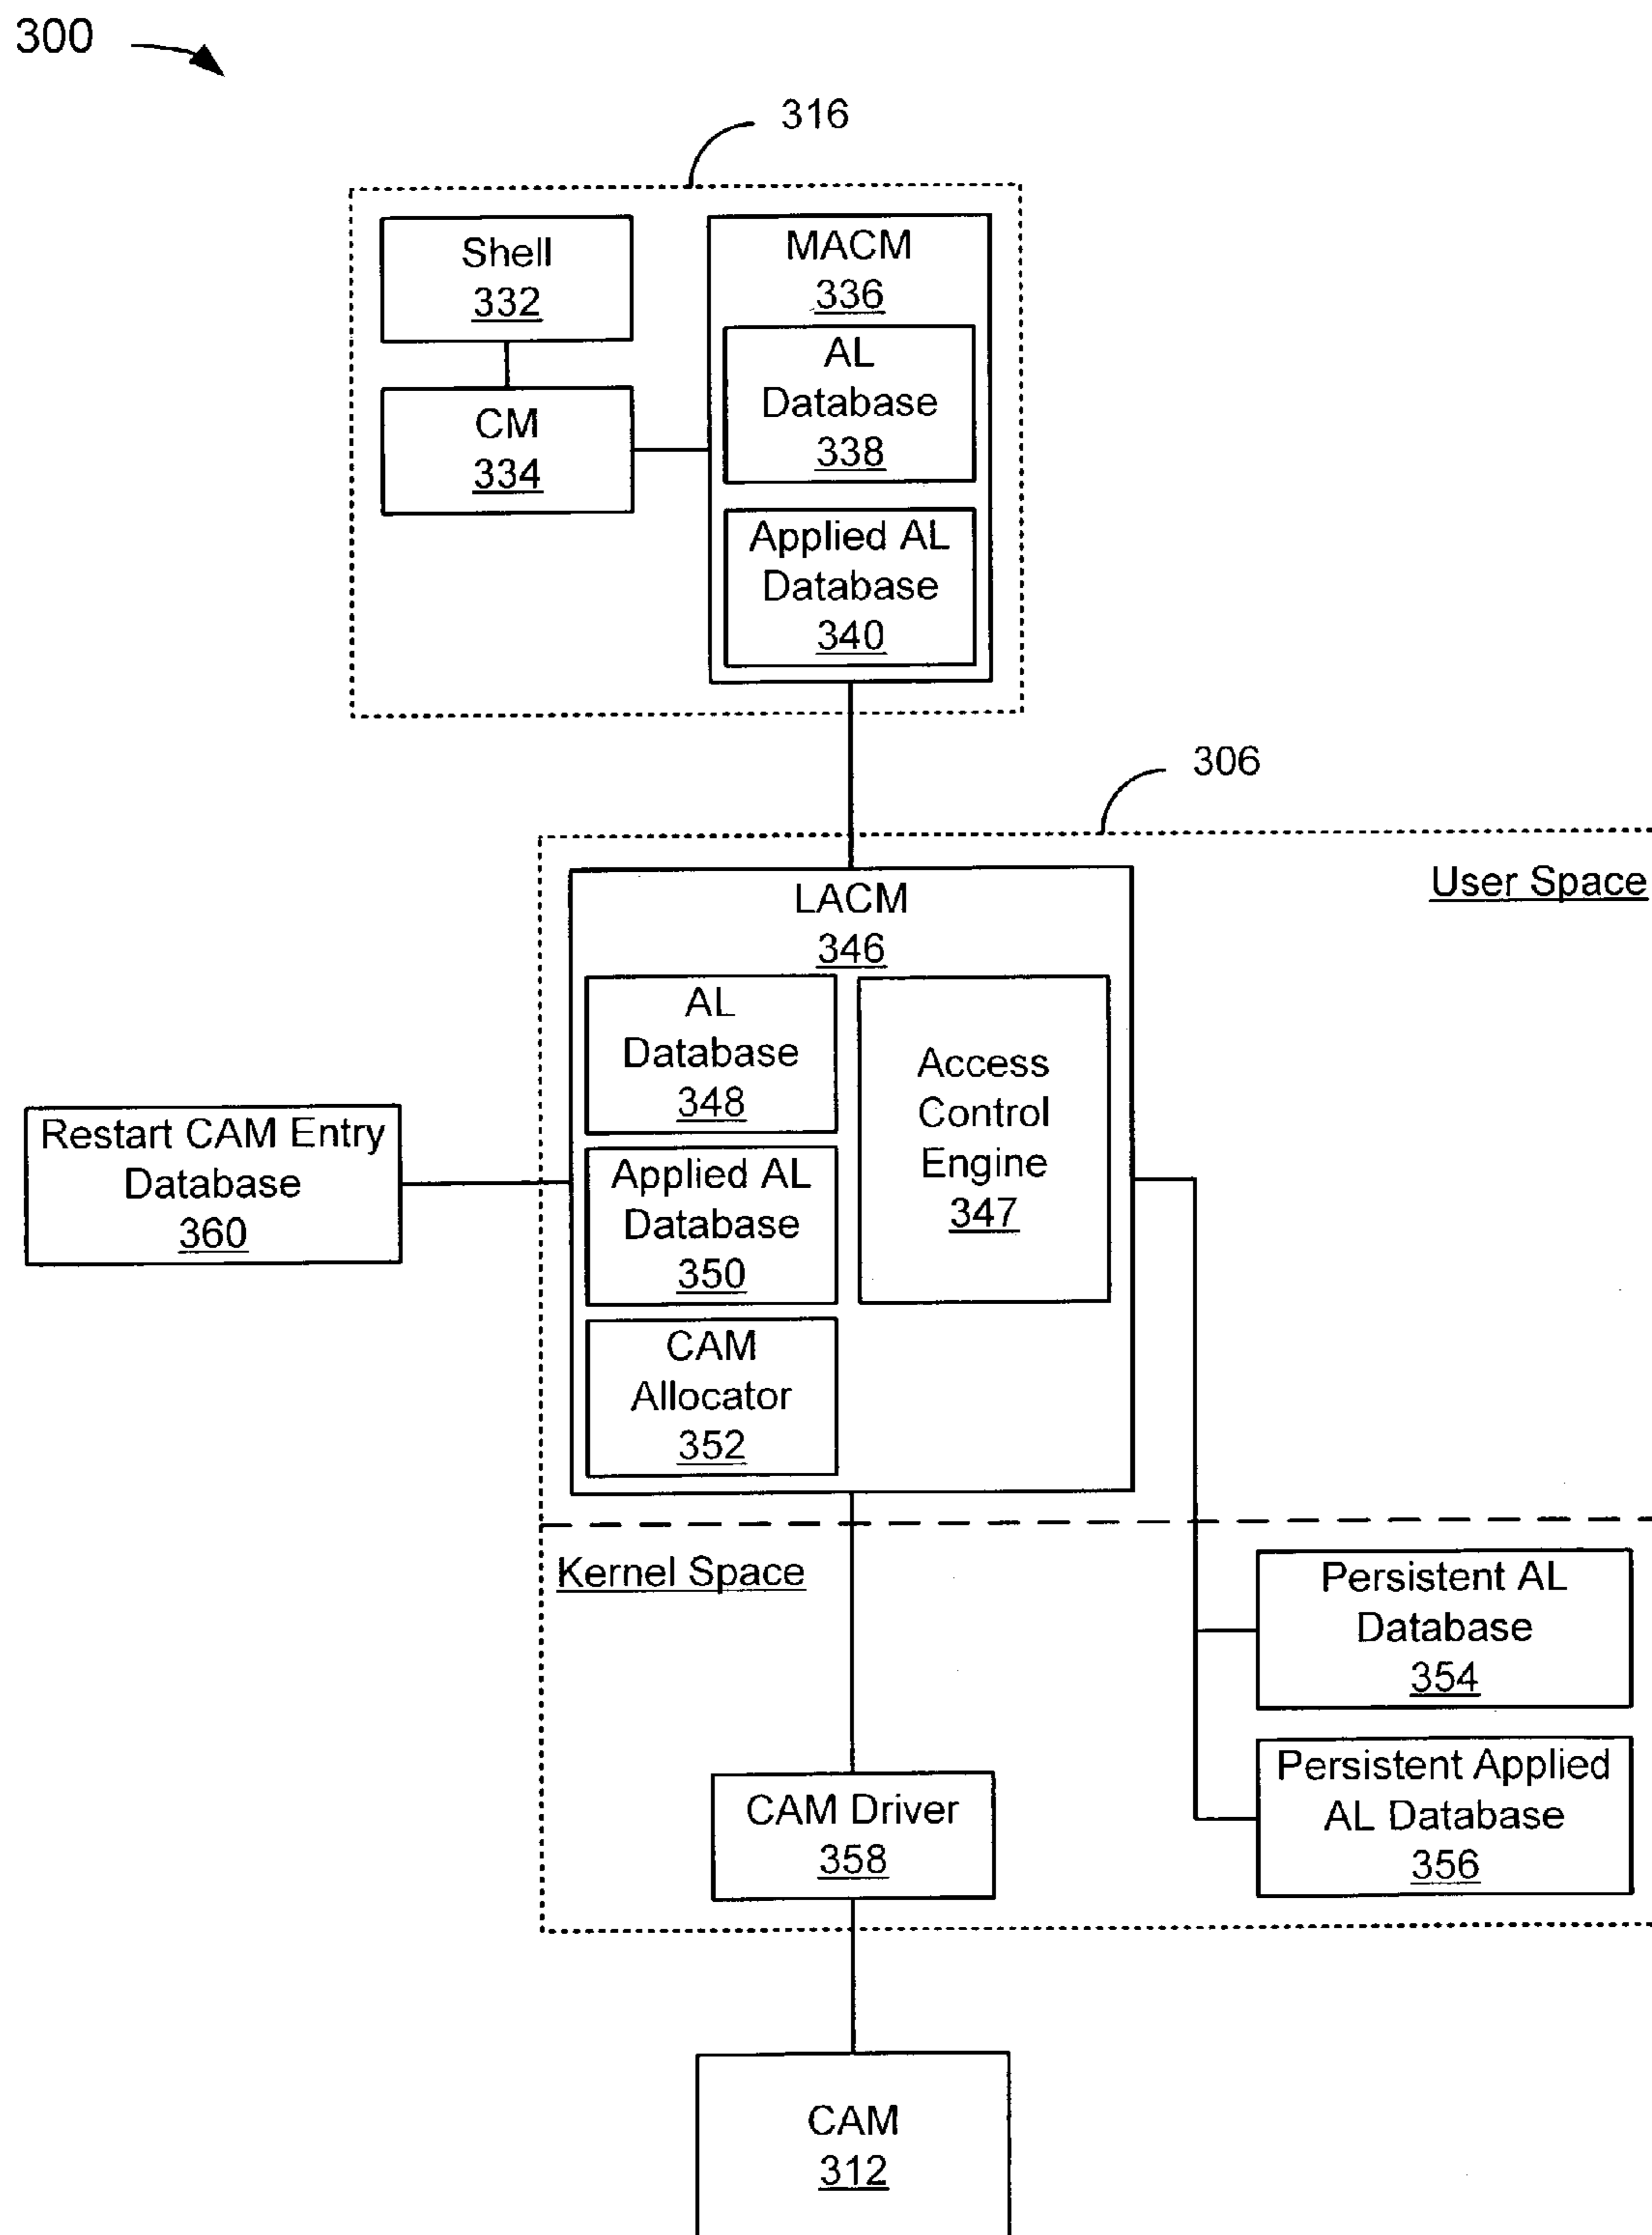 300
316
Shell
332
CM
334
MACM
336
AL
Database
338
Applied AL
Database
340
306
User Space
LACM
346
AL
Database
348
Applied AL
Database
350
CAM
Allocator
352
Access
Control
Engine
347
Restart CAM Entry
Database
360
Kernel Space
Persistent AL
Database
354
Persistent Applied
AL Database
356
CAM Driver
358
CAM
312